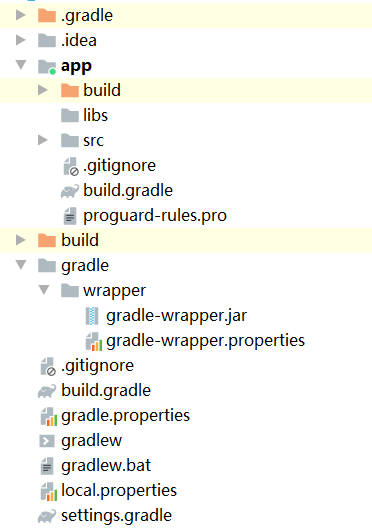 .gradle
.idea
app
build
libs
src
.gitignore
build.gradle
proguard-rules.pro
build
gradle
wrapper
gradle-wrapper.jar
gradle-wrapper.properties
.gitignore
build.gradle
gradle.properties
gradlew
gradlew.bat
local.properties
settings.gradle